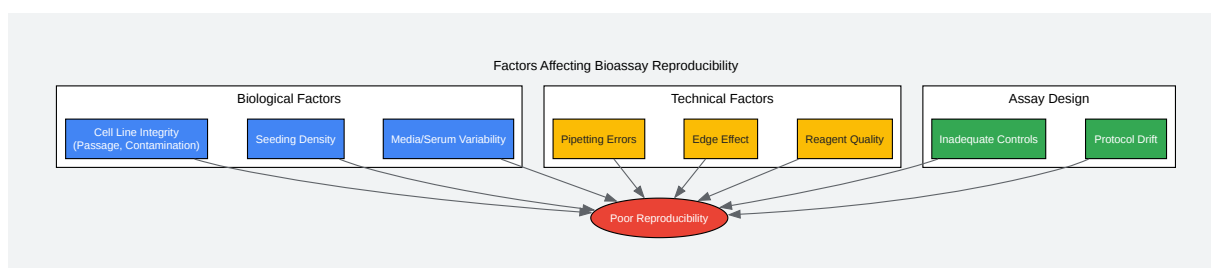 Factors Affecting Bioassay Reproducibility
Biological Factors
Technical Factors
Assay Design
Cell Line Integrity
(Passage, Contamination)
Seeding Density
Media/Serum Variability
Pipetting Errors
Edge Effect
Reagent Quality
Inadequate Controls
Protocol Drift
Poor Reproducibility